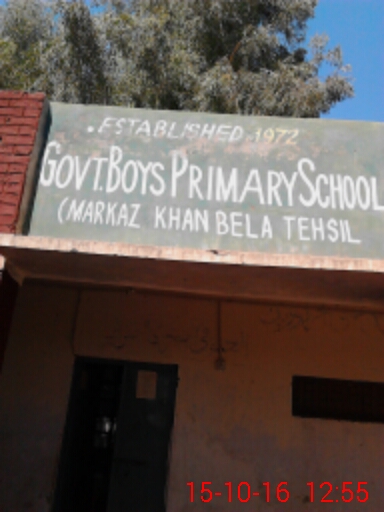 .ESTABLISHED 1972
GOVT.BOYS PRIMARY SCHOOL
(MARKAZ KHAN BELA TEHSIL
15-10-16 12:55